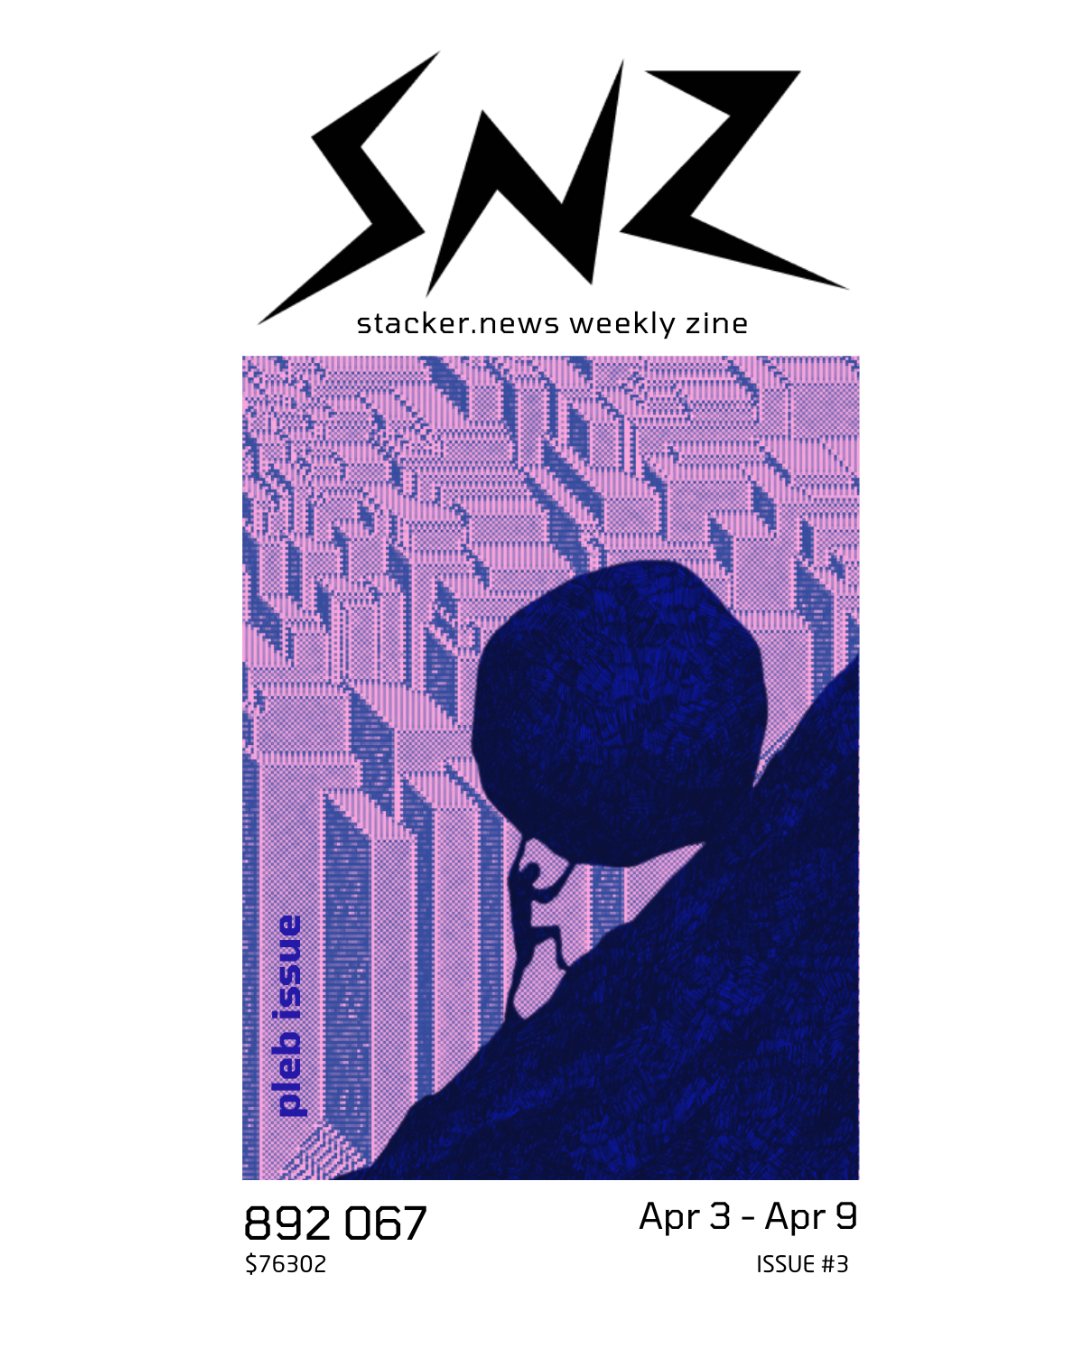 SNZ
stacker.news weekly zine
pleb issue
892 067
$76302
Apr 3 - Apr 9
ISSUE #3